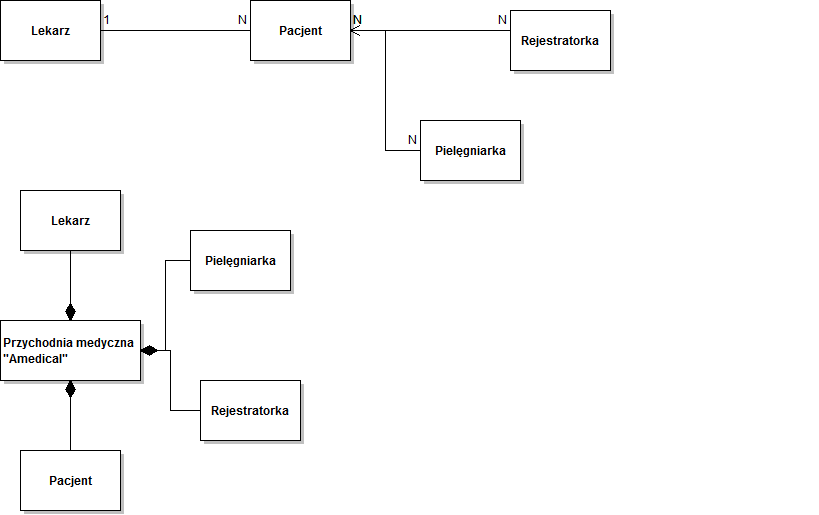 Lekarz
1
N
Pacjent
N
N
Rejestratorka
N
Pielęgniarka
Lekarz
Pielęgniarka
Przychodnia medyczna
"Amedical"
Rejestratorka
Pacjent